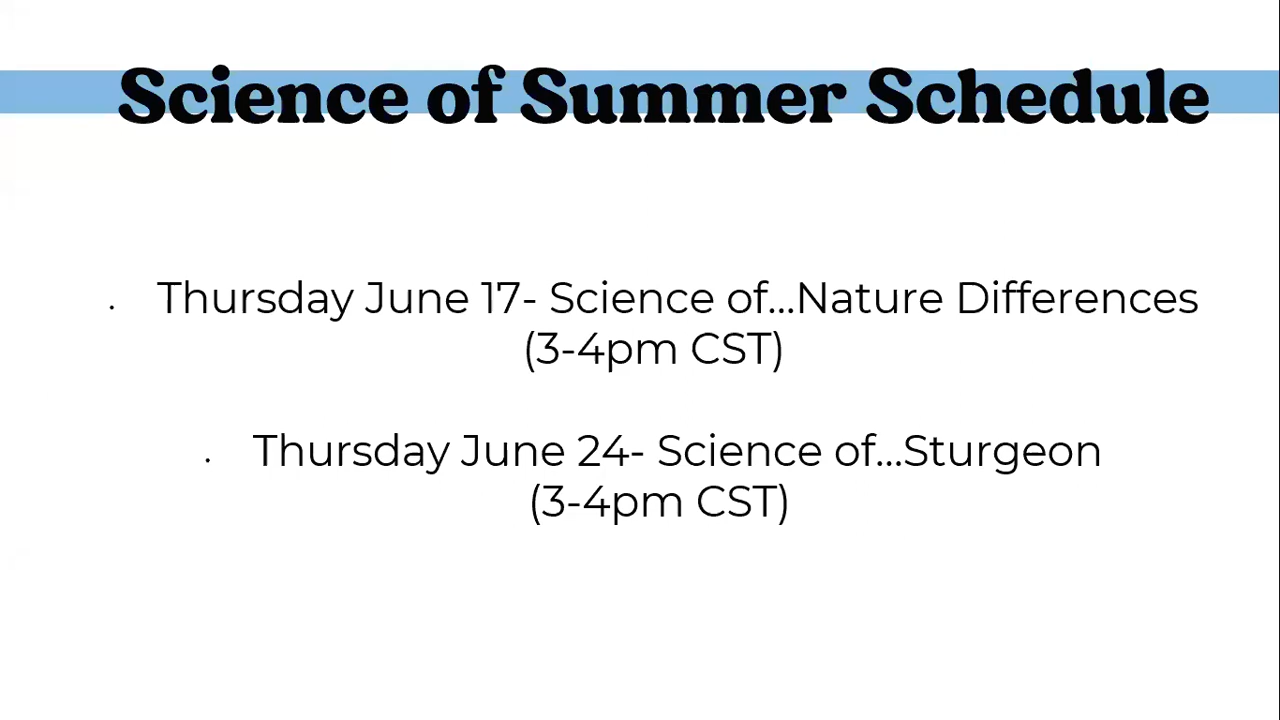 Science of Summer Schedule
· Thursday June 17- Science of...Nature Differences
(3-4pm CST)
· Thursday June 24- Science of...Sturgeon
(3-4pm CST)